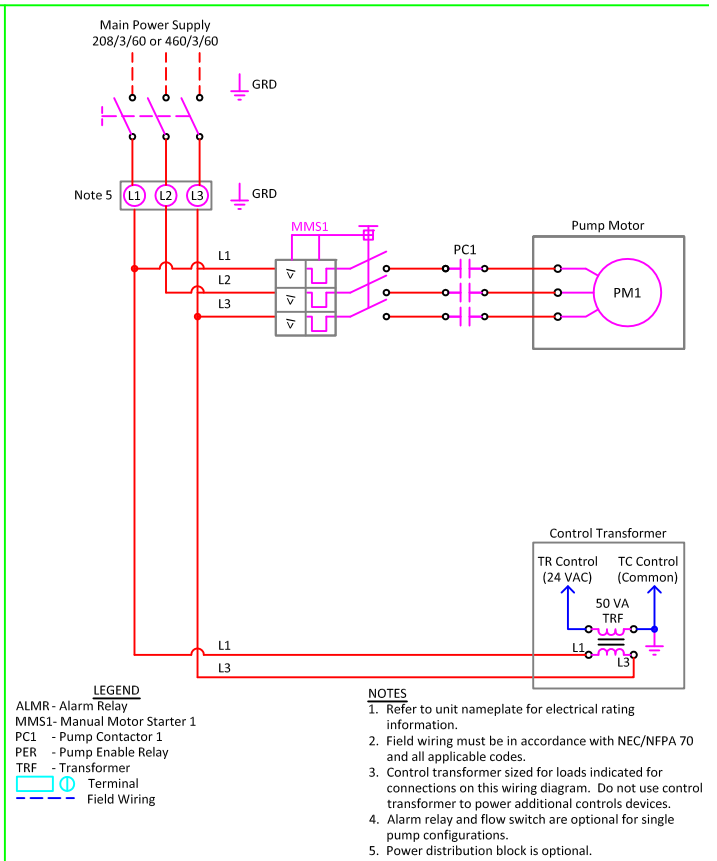 Main Power Supply
208/3/60 or 460/3/60
GRD
Note 5
L1
L2
L3
GRD
MMS1
L1
L2
L3
PC1
Pump Motor
PM1
Control Transformer
TR Control
(24 VAC)
TC Control
(Common)
50 VA
TRF
L1
L3
L1
L3
LEGEND
ALMR - Alarm Relay
MMS1- Manual Motor Starter 1
PC1 - Pump Contactor 1
PER - Pump Enable Relay
TRF - Transformer
Terminal
Field Wiring
NOTES
1. Refer to unit nameplate for electrical rating
information.
2. Field wiring must be in accordance with NEC/NFPA 70
and all applicable codes.
3. Control transformer sized for loads indicated for
connections on this wiring diagram. Do not use control
transformer to power additional controls devices.
4. Alarm relay and flow switch are optional for single
pump configurations.
5. Power distribution block is optional.